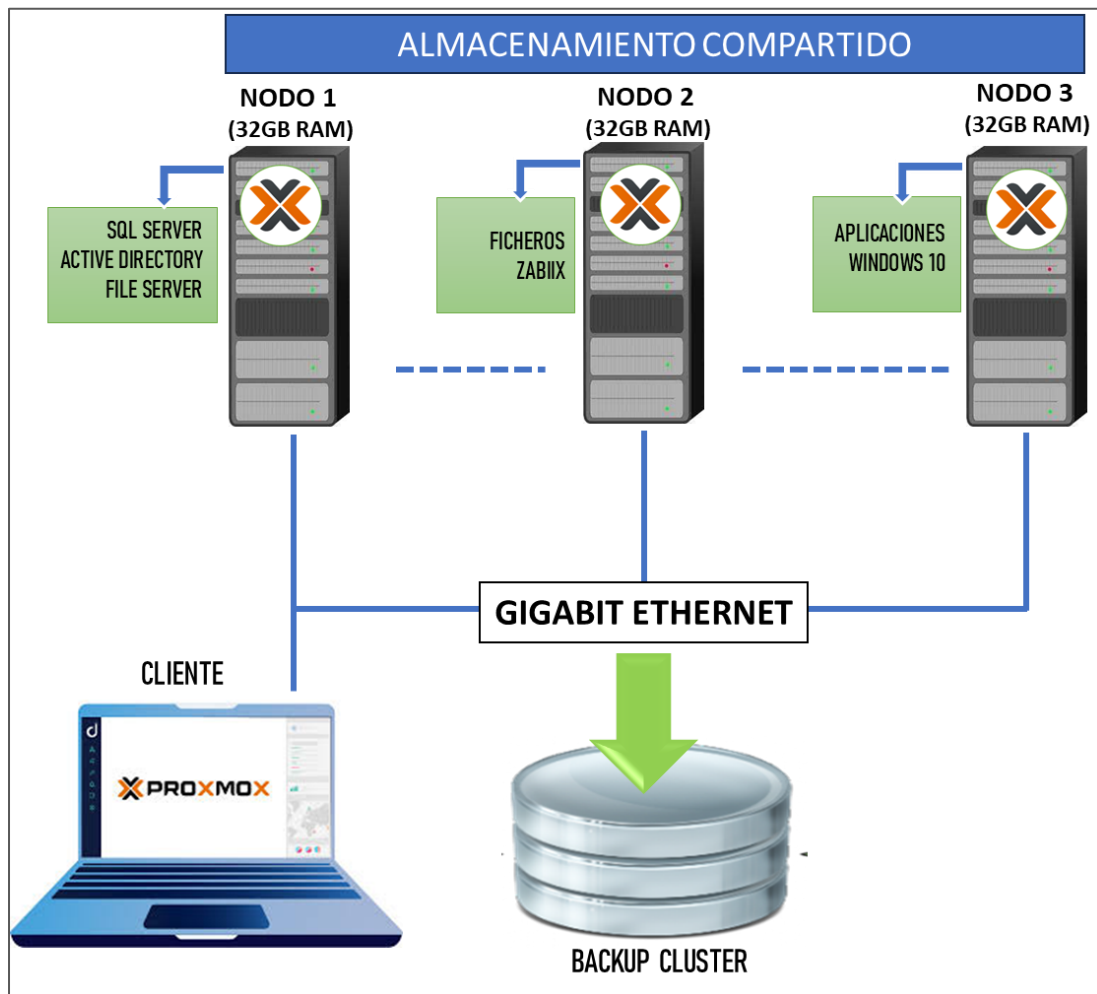 ALMACENAMIENTO COMPARTIDO
NODO 1
(32GB RAM)
NODO 2
(32GB RAM)
NODO 3
(32GB RAM)
SQL SERVER
ACTIVE DIRECTORY
FILE SERVER
FICHEROS
ZABIIX
APLICACIONES
WINDOWS 10
GIGABIT ETHERNET
CLIENTE
PROXMOX
BACKUP CLUSTER